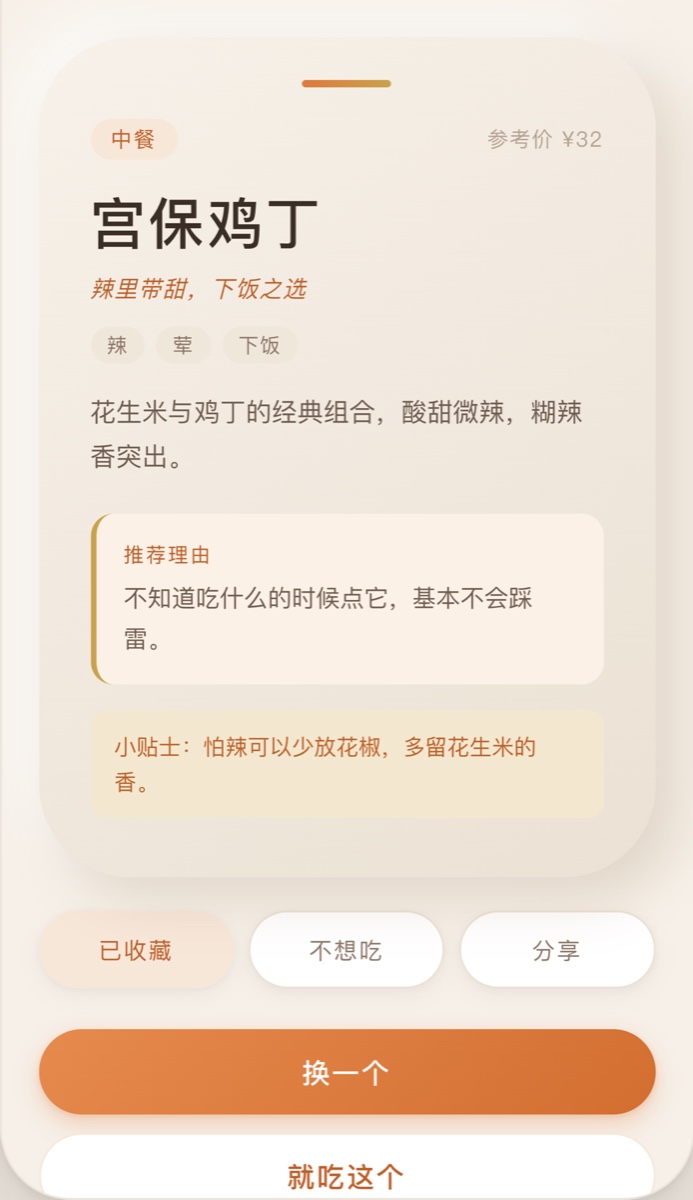 中餐
参考价 ¥32
宫保鸡丁
辣里带甜，下饭之选
辣 荤 下饭
花生米与鸡丁的经典组合，酸甜微辣，糊辣
香突出。
推荐理由
不知道吃什么的时候点它，基本不会踩
雷。
小贴士：怕辣可以少放花椒，多留花生米的
香。
已收藏 不想吃 分享
换一个
就吃这个